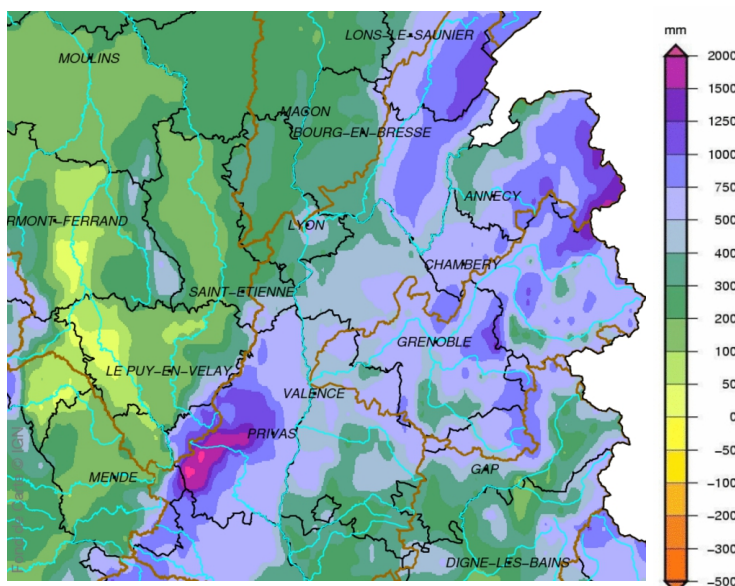 mm
LONS-LE-SAUNIER
MOULINS
MACON
BOURG-EN-BRESSE
ANNECY
RMONT-FERRAND
LYON
CHAMBERY
SAINT-ETIENNE
GRENOBLE
LE PUY-EN-VELAY
VALENCE
PRIVAS
MENDE
GAP
DIGNE-LES-BAINS
2000
1500
1250
1000
750
500
400
300
200
100
50
0
-50
-100
-200
-300
-500